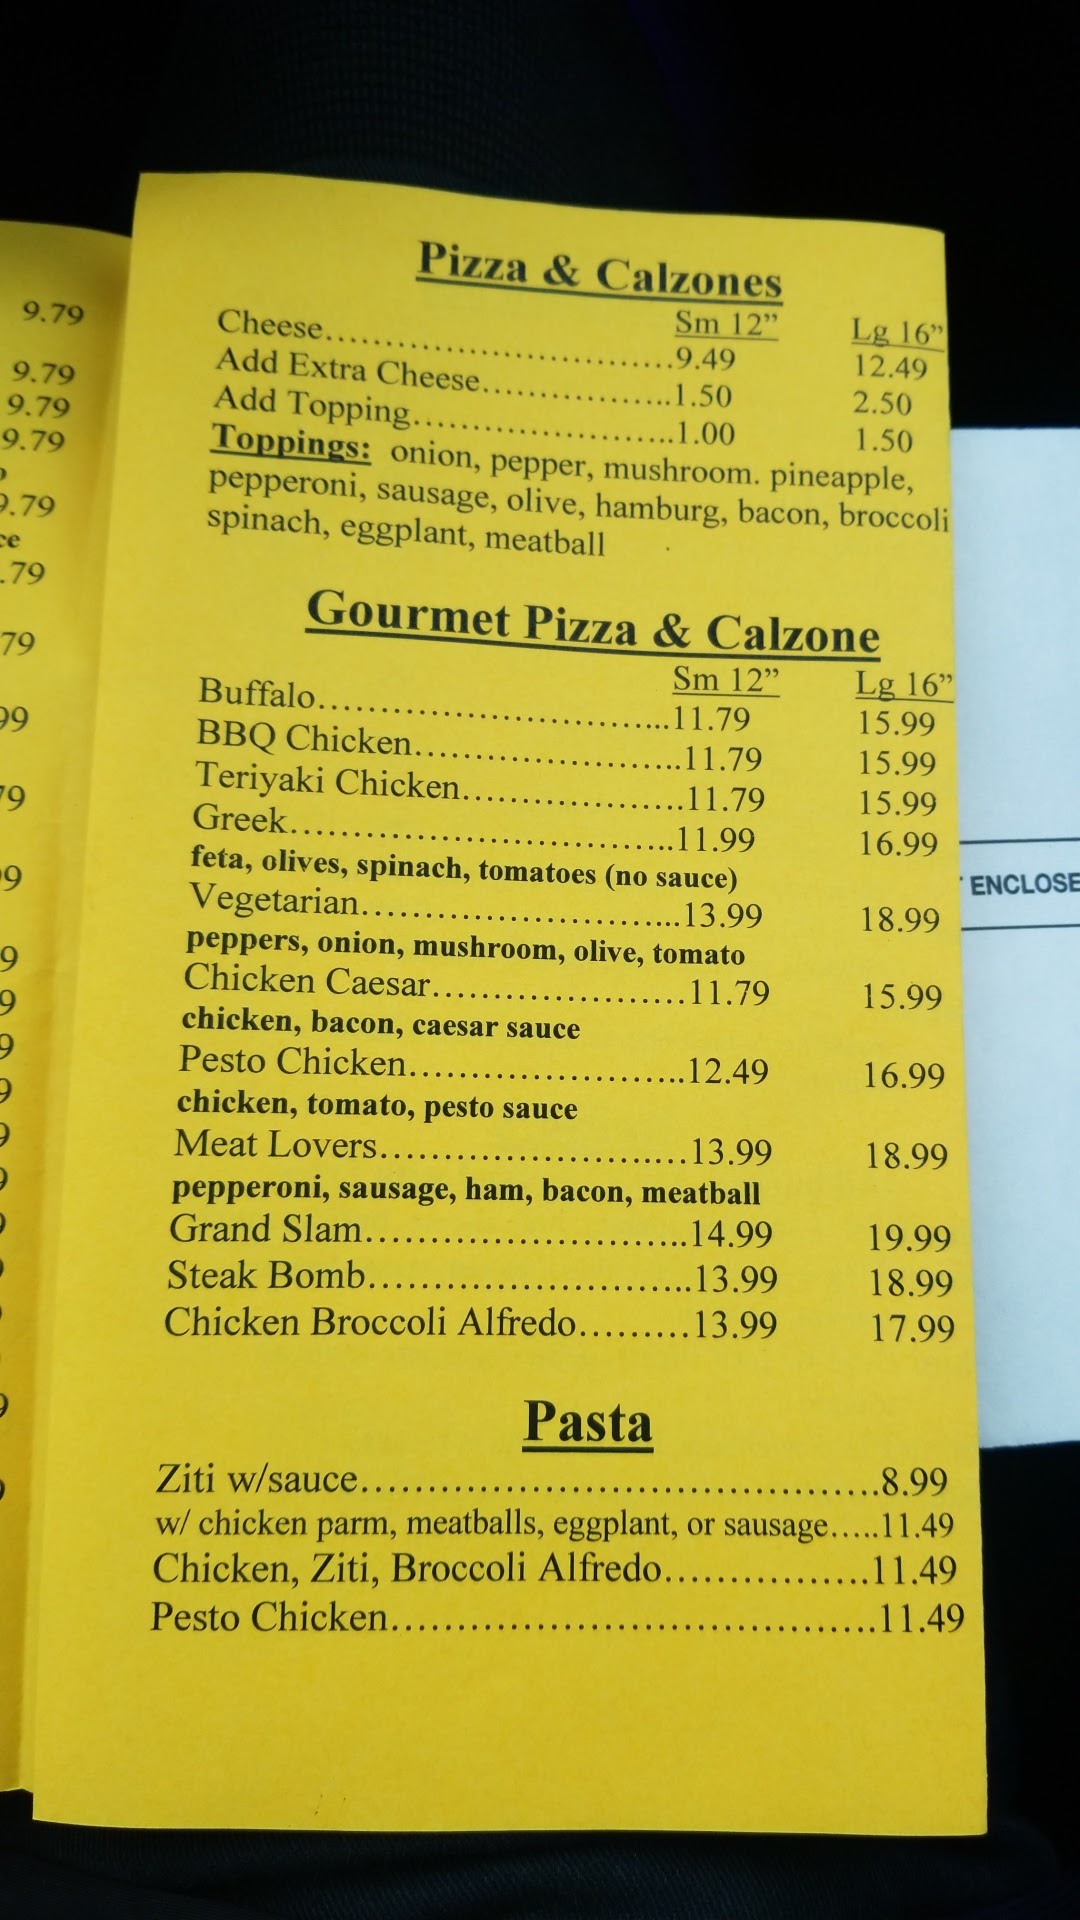 9.79
9.79
9.79
9.79
9.79
.79
79
99
79
Pizza & Calzones
Sm 12” Lg 16”
Cheese..............................9.49 12.49
Add Extra Cheese.................1.50 2.50
Add Topping.......................1.00 1.50
Toppings: onion, pepper, mushroom. pineapple,
pepperoni, sausage, olive, hamburg, bacon, broccoli
spinach, eggplant, meatball
Gourmet Pizza & Calzone
Sm 12” Lg 16”
Buffalo..............................11.79 15.99
BBQ Chicken.......................11.79 15.99
Teriyaki Chicken...................11.79 15.99
Greek................................11.99 16.99
feta, olives, spinach, tomatoes (no sauce)
Vegetarian...........................13.99 18.99
peppers, onion, mushroom, olive, tomato
Chicken Caesar......................11.79 15.99
chicken, bacon, caesar sauce
Pesto Chicken........................12.49 16.99
chicken, tomato, pesto sauce
Meat Lovers..........................13.99 18.99
pepperoni, sausage, ham, bacon, meatball
Grand Slam...........................14.99 19.99
Steak Bomb...........................13.99 18.99
Chicken Broccoli Alfredo.........13.99 17.99
Pasta
Ziti w/sauce........................................8.99
w/ chicken parm, meatballs, eggplant, or sausage.....11.49
Chicken, Ziti, Broccoli Alfredo................11.49
Pesto Chicken.....................................11.49
ENCLOSE